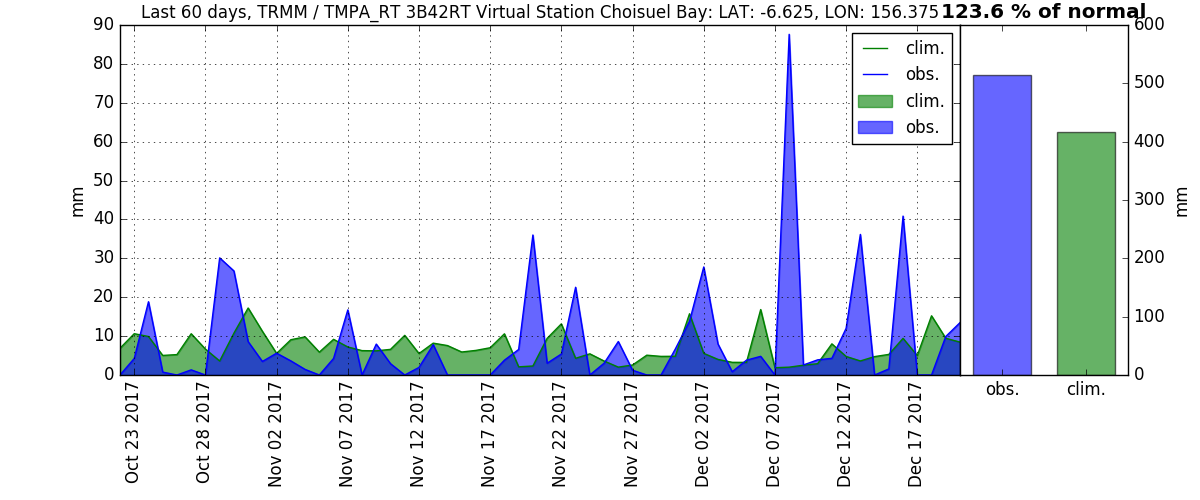 Last 60 days, TRMM / TMPA_RT 3B42RT Virtual Station Choisuel Bay: LAT: -6.625, LON: 156.375
123.6 % of normal
90
80
70
60
50
40
30
20
10
0
mm
clim.
obs.
clim.
obs.
Oct 23 2017
Oct 28 2017
Nov 02 2017
Nov 07 2017
Nov 12 2017
Nov 17 2017
Nov 22 2017
Nov 27 2017
Dec 02 2017
Dec 07 2017
Dec 12 2017
Dec 17 2017
600
500
400
300
200
100
0
mm
obs.
clim.